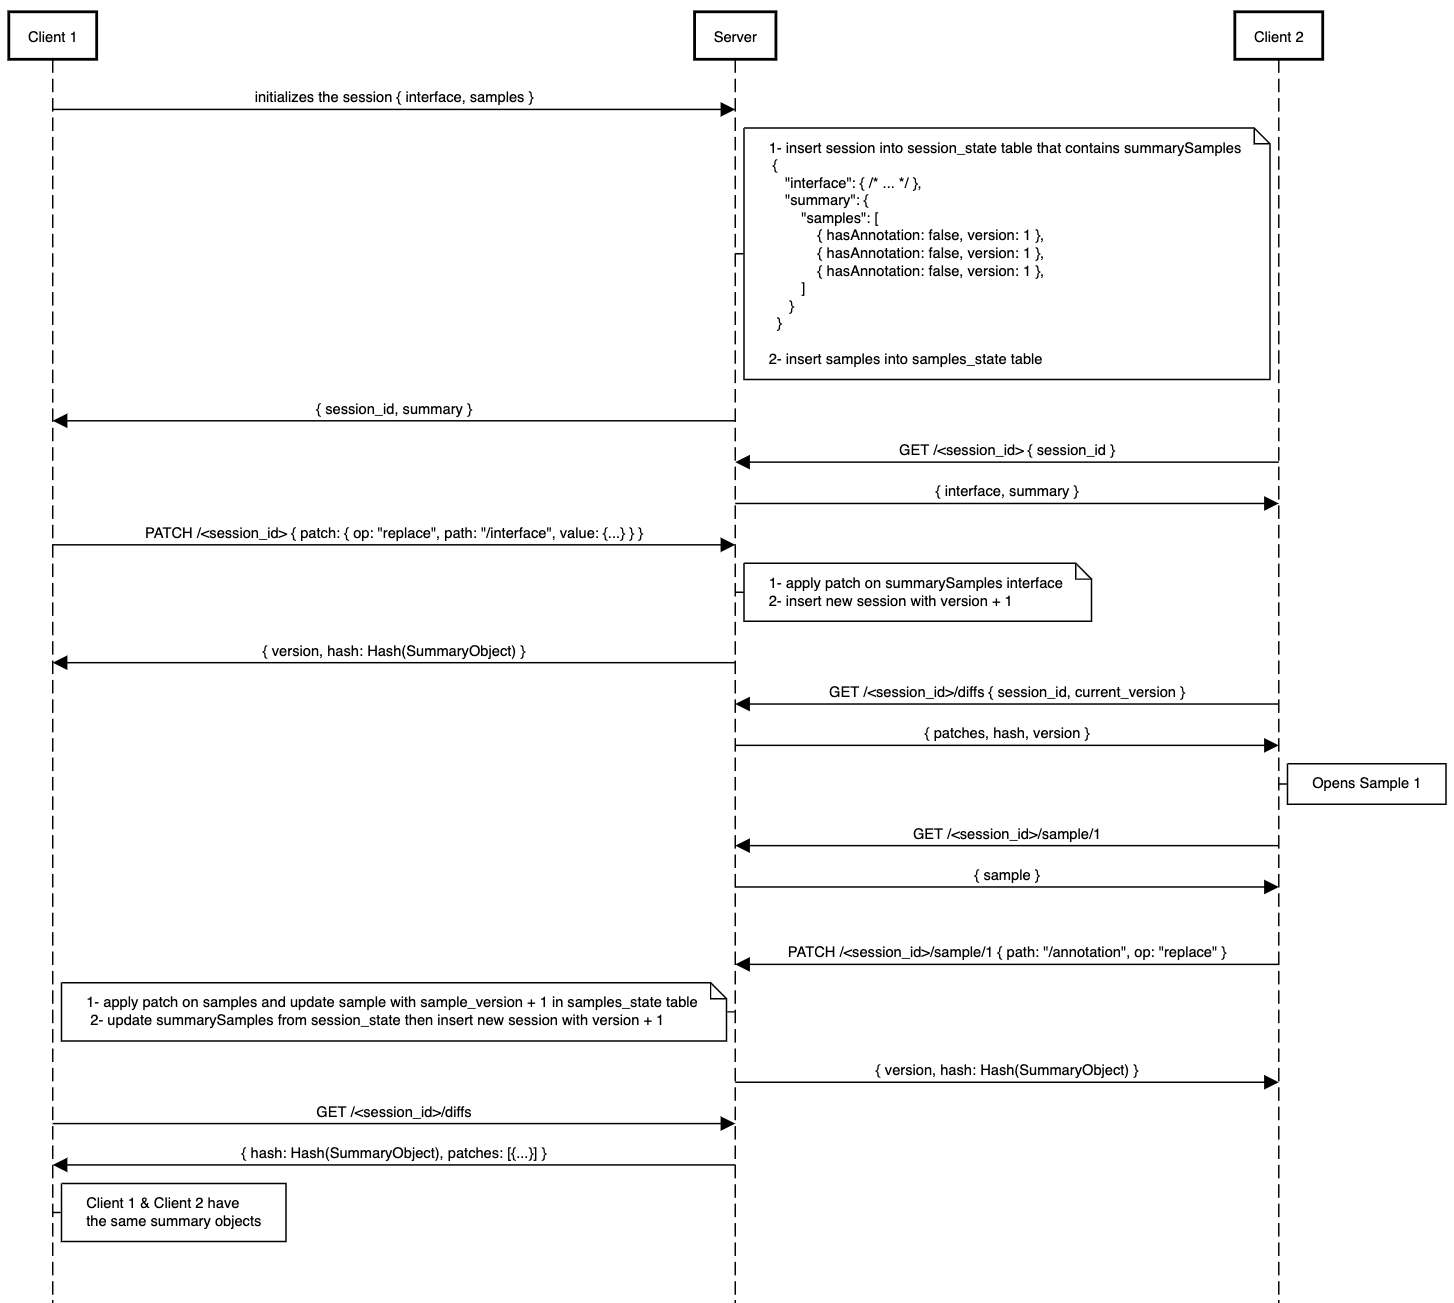 Client 1
Server
Client 2
initializes the session { interface, samples }
1- insert session into session_state table that contains summarySamples
{
"interface": { /* ... */ },
"summary": {
"samples": [
{ hasAnnotation: false, version: 1 },
{ hasAnnotation: false, version: 1 },
{ hasAnnotation: false, version: 1 },
]
}
}
2- insert samples into samples_state table
{ session_id, summary }
GET /<session_id> { session_id }
{ interface, summary }
PATCH /<session_id> { patch: { op: "replace", path: "/interface", value: {...} } }
1- apply patch on summarySamples interface
2- insert new session with version + 1
{ version, hash: Hash(SummaryObject) }
GET /<session_id>/diffs { session_id, current_version }
{ patches, hash, version }
Opens Sample 1
GET /<session_id>/sample/1
{ sample }
PATCH /<session_id>/sample/1 { path: "/annotation", op: "replace" }
1- apply patch on samples and update sample with sample_version + 1 in samples_state table
2- update summarySamples from session_state then insert new session with version + 1
{ version, hash: Hash(SummaryObject) }
GET /<session_id>/diffs
{ hash: Hash(SummaryObject), patches: [{...}] }
Client 1 & Client 2 have
the same summary objects